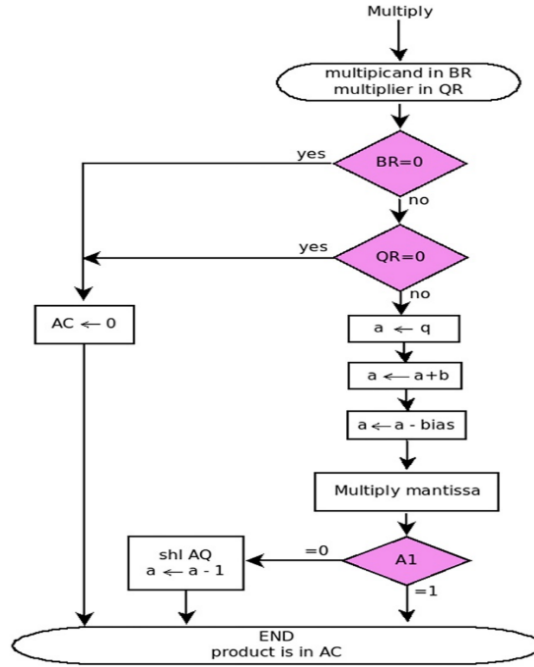 Multiply
multipicand in BR
multiplier in QR
yes
BR=0
no
yes
QR=0
no
AC ← 0
a ← q
a ← a+b
a ← a - bias
Multiply mantissa
shl AQ
a ← a - 1
=0
A1
=1
END
product is in AC